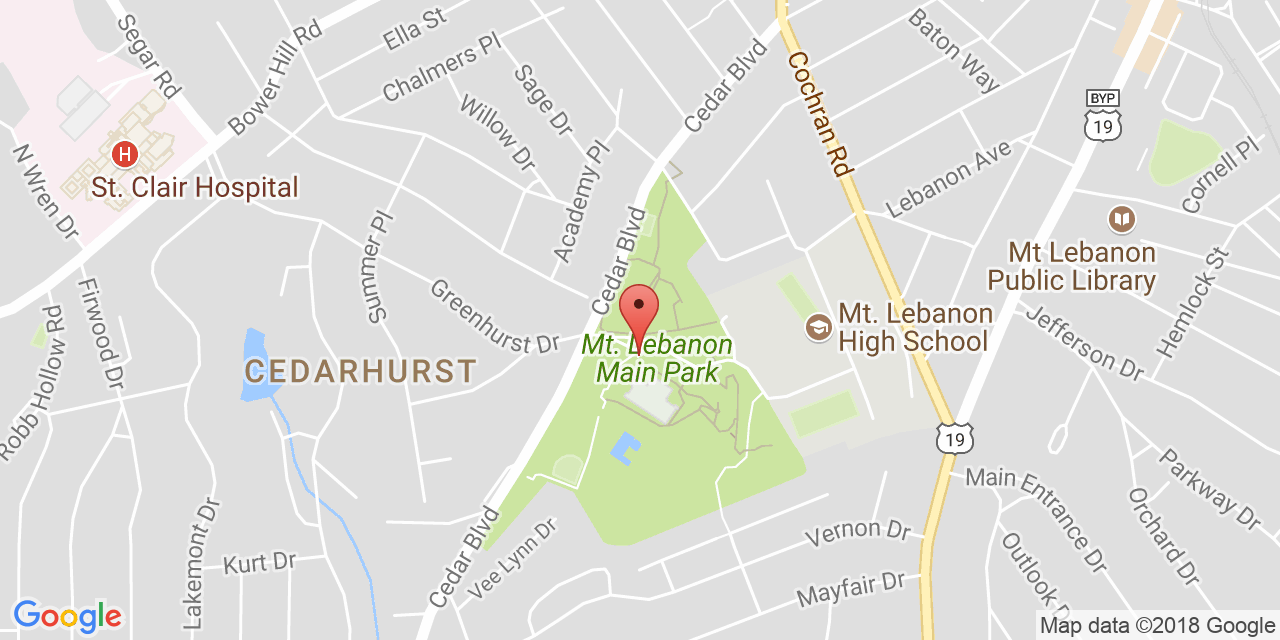 Segar Rd
Bower Hill Rd
Ella St
Chalmers Pl
Sage Dr
Willow Dr
Cedar Blvd
Cochran Rd
Baton Way
BYP
19
H
St. Clair Hospital
N Wren Dr
Academy Pl
Lebanon Ave
Cornell Pl
Summer Pl
Cedar Blvd
Mt Lebanon
Public Library
Hemlock St
Firwood Dr
Robb Hollow Rd
Greenhurst Dr
Mt. Lebanon
High School
Jefferson Dr
Mt. Lebanon
Main Park
CEDARHURST
19
Main Entrance Dr
Parkway Dr
Orchard Dr
Outlook D
Lakemont Dr
Kurt Dr
Cedar Blvd
Vee Lynn Dr
Vernon Dr
Mayfair Dr
Google
Map data ©2018 Google